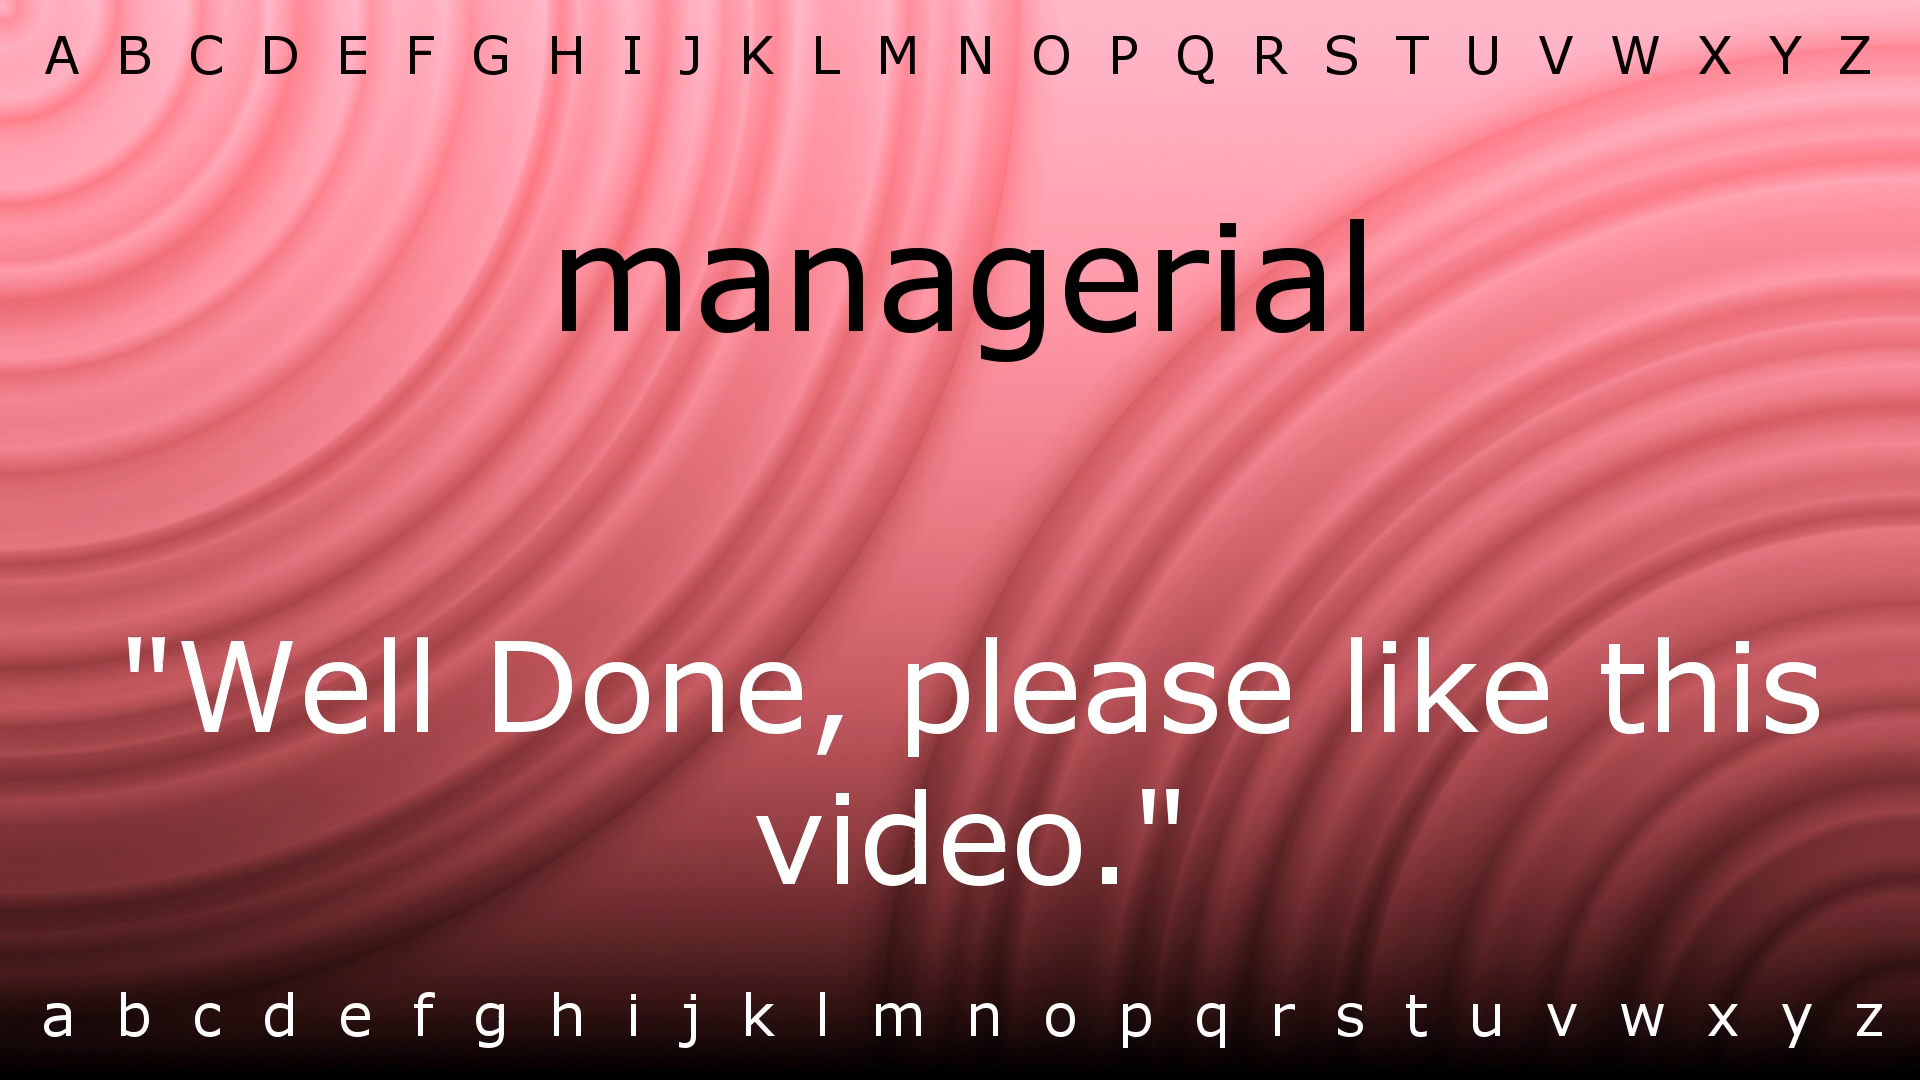 A B C D E F G H I J K L M N O P Q R S T U V W X Y Z
managerial
"Well Done, please like this
video."
a b c d e f g h i j k l m n o p q r s t u v w x y z